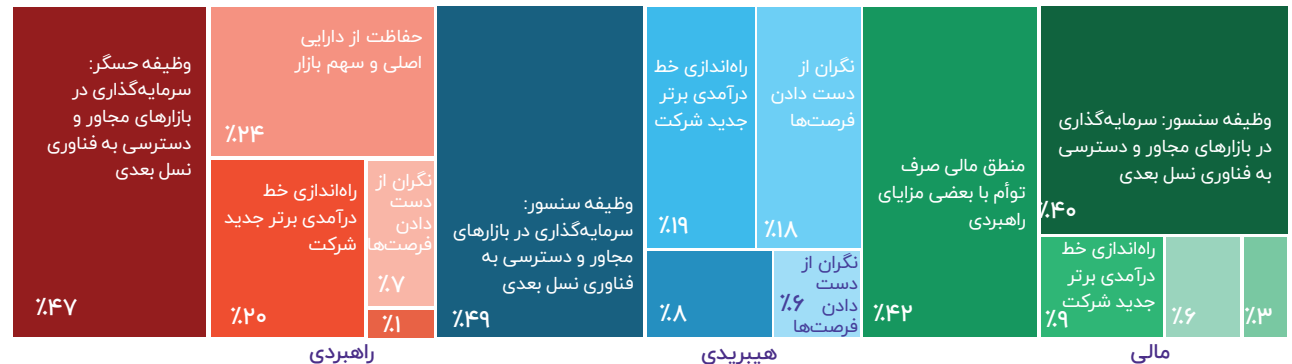 وظیفه حسگر:
سرمایه‌گذاری در
بازارهای مجاور و
دسترسی به فناوری
نسل بعدی
٪۴۷
حفاظت از دارایی
اصلی و سهم بازار
٪۲۴
راه‌اندازی خط
درآمدی برتر جدید
شرکت
٪۲۰
نگران از
دست
دادن
فرصت‌ها
٪۷
٪۱
راهبردی
وظیفه سنسور:
سرمایه‌گذاری در بازارهای
مجاور و دسترسی به
فناوری نسل بعدی
٪۴۹
راه‌اندازی خط
درآمدی برتر
جدید شرکت
٪۱۹
نگران از
دست دادن
فرصت‌ها
٪۱۸
٪۸
نگران از
دست
دادن
فرصت‌ها
٪۶
هیبریدی
منطق مالی صرف
توأم با بعضی مزایای
راهبردی
٪۴۲
وظیفه سنسور: سرمایه‌گذاری
در بازارهای مجاور و دسترسی
به فناوری نسل بعدی
٪۴۰
راه‌اندازی خط
درآمدی برتر
جدید شرکت
٪۹
٪۶
٪۳
مالی